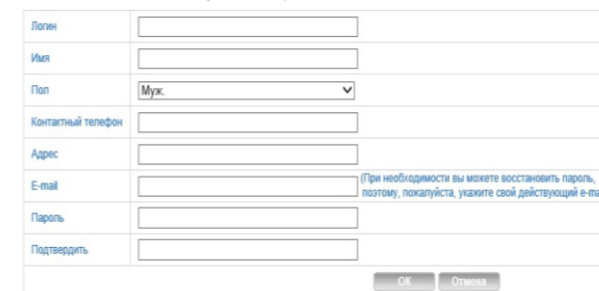 Логин
Имя
Пол Муж.
Контактный телефон
Адрес
E-mail (При необходимости вы можете восстановить пароль,
поэтому, пожалуйста, укажите свой действующий e-ma
Пароль
Подтвердить
ОК Отмена